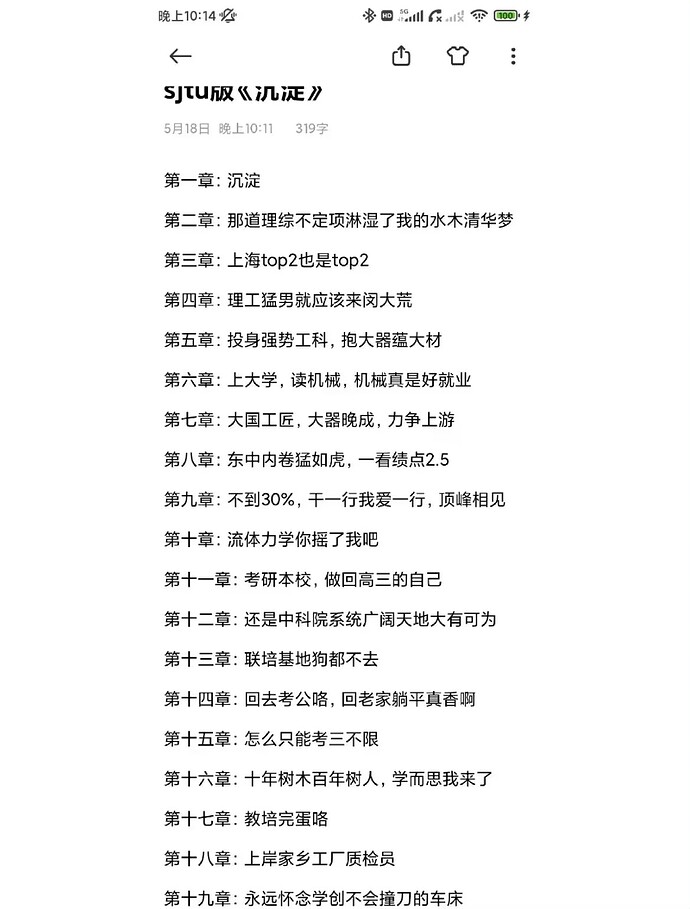 晚上10:14
HD
5G
100
sjtu版《沉淀》
5月18日 晚上10:11 319字
第一章：沉淀
第二章：那道理综不定项淋湿了我的水木清华梦
第三章：上海top2也是top2
第四章：理工猛男就应该来闵大荒
第五章：投身强势工科，抱大器蕴大材
第六章：上大学，读机械，机械真是好就业
第七章：大国工匠，大器晚成，力争上游
第八章：东中内卷猛如虎，一看绩点2.5
第九章：不到30%，干一行我爱一行，顶峰相见
第十章：流体力学你摇了我吧
第十一章：考研本校，做回高三的自己
第十二章：还是中科院系统广阔天地大有可为
第十三章：联培基地狗都不去
第十四章：回去考公咯，回老家躺平真香啊
第十五章：怎么只能考三不限
第十六章：十年树木百年树人，学而思我来了
第十七章：教培完蛋咯
第十八章：上岸家乡工厂质检员
第十九章：永远怀念学创不会撞刀的车床